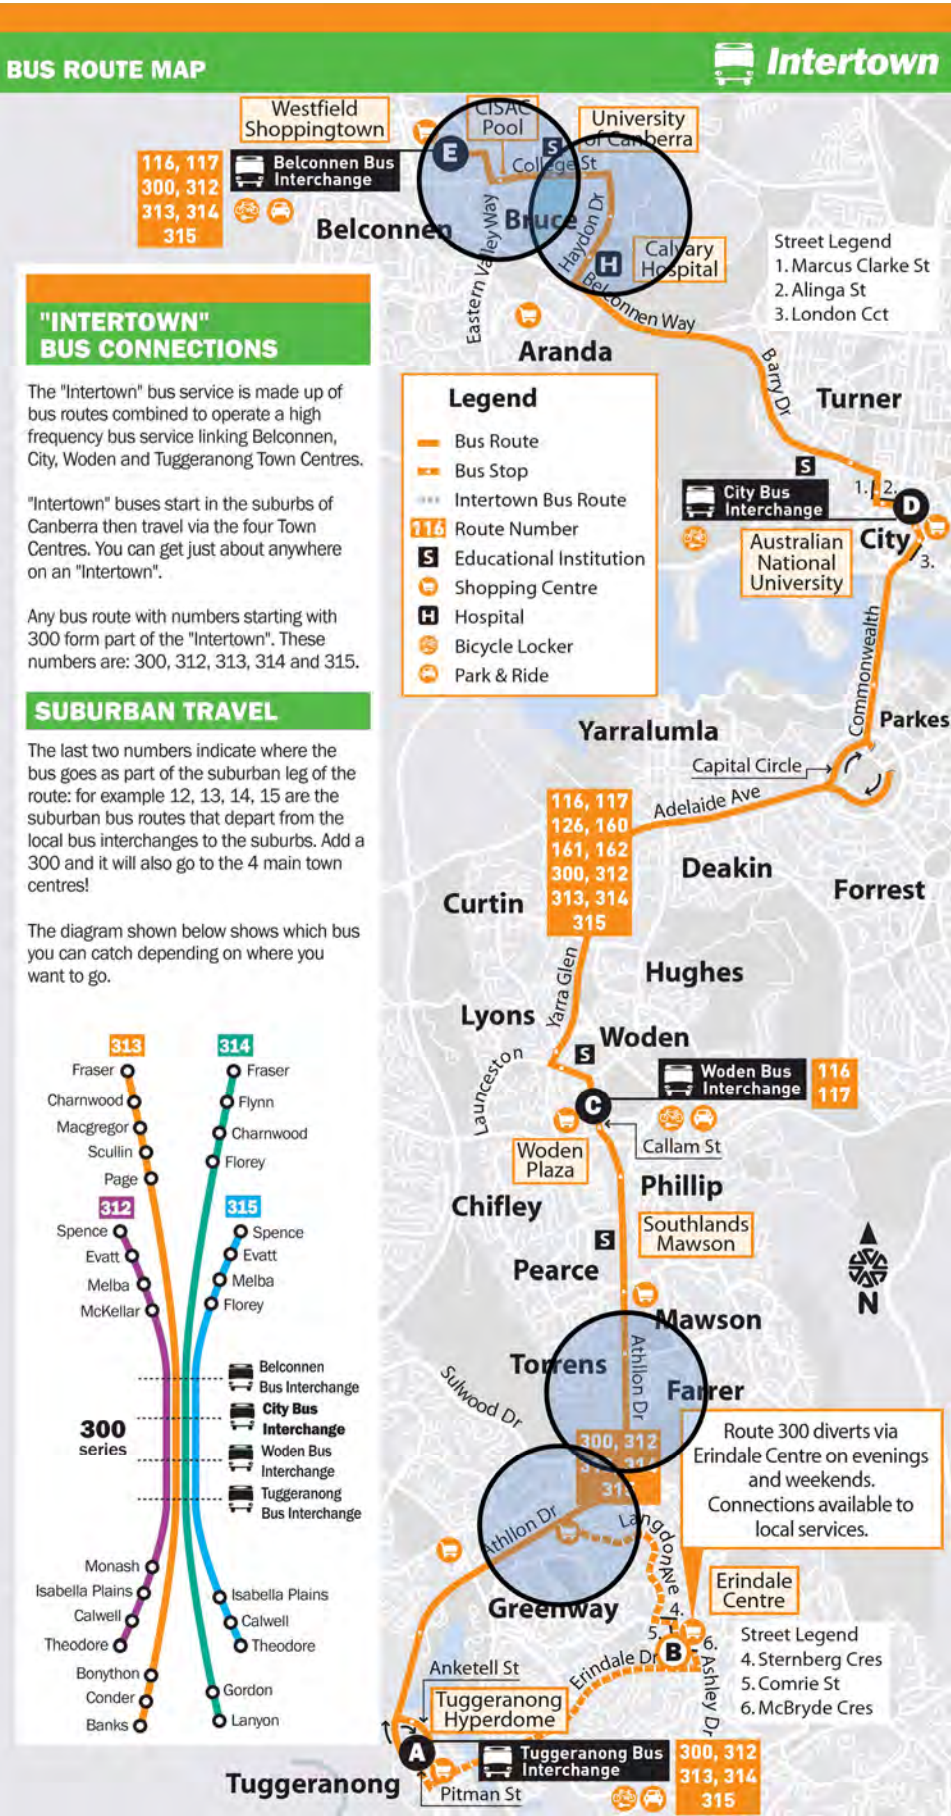 BUS ROUTE MAP
Intertown
Westfield
Shoppingtown
CISAC
Pool
University
of Canberra
116, 117
300, 312
313, 314
315
Belconnen Bus
Interchange
E
S
College St
Belconnen
Bruce
Eastern Valley Way
Haydon Dr
H
Calvary
Hospital
Belconnen Way
Street Legend
1. Marcus Clarke St
2. Alinga St
3. London Cct
Aranda
Barry Dr
Turner
"INTERTOWN"
BUS CONNECTIONS
The "Intertown" bus service is made up of
bus routes combined to operate a high
frequency bus service linking Belconnen,
City, Woden and Tuggeranong Town Centres.
"Intertown" buses start in the suburbs of
Canberra then travel via the four Town
Centres. You can get just about anywhere
on an "Intertown".
Any bus route with numbers starting with
300 form part of the "Intertown". These
numbers are: 300, 312, 313, 314 and 315.
Legend
Bus Route
Bus Stop
Intertown Bus Route
116 Route Number
S Educational Institution
Shopping Centre
H Hospital
Bicycle Locker
Park & Ride
S
1.
2.
City Bus
Interchange
D
City
3.
Australian
National
University
Commonwealth
Parkes
Yarralumla
Capital Circle
Adelaide Ave
SUBURBAN TRAVEL
The last two numbers indicate where the
bus goes as part of the suburban leg of the
route: for example 12, 13, 14, 15 are the
suburban bus routes that depart from the
local bus interchanges to the suburbs. Add a
300 and it will also go to the 4 main town
centres!
The diagram shown below shows which bus
you can catch depending on where you
want to go.
116, 117
126, 160
161, 162
300, 312
313, 314
315
Deakin
Forrest
Curtin
Hughes
Yarra Glen
Lyons
Woden
S
Launceston
Woden Bus
Interchange
116
117
C
Callam St
Woden
Plaza
Phillip
Chifley
Southlands
Mawson
S
Pearce
N
Mawson
Torrens
Athllon Dr
Farrer
Sulwood Dr
300, 312
313, 314
315
Route 300 diverts via
Erindale Centre on evenings
and weekends.
Connections available to
local services.
Athllon Dr
Langdon Ave
Greenway
Erindale
Centre
4.
5.
B
6.
Ashley Dr
Erindale Dr
Street Legend
4. Sternberg Cres
5. Comrie St
6. McBryde Cres
Anketell St
Tuggeranong
Hyperdome
A
Tuggeranong Bus
Interchange
300, 312
313, 314
315
Tuggeranong
Pitman St
313
Fraser
Charnwood
Macgregor
Scullin
Page
314
Fraser
Flynn
Charnwood
Florey
312
Spence
Evatt
Melba
McKellar
315
Spence
Evatt
Melba
Florey
300
series
Belconnen
Bus Interchange
City Bus
Interchange
Woden Bus
Interchange
Tuggeranong
Bus Interchange
Monash
Isabella Plains
Calwell
Theodore
Bonython
Conder
Banks
Isabella Plains
Calwell
Theodore
Gordon
Lanyon